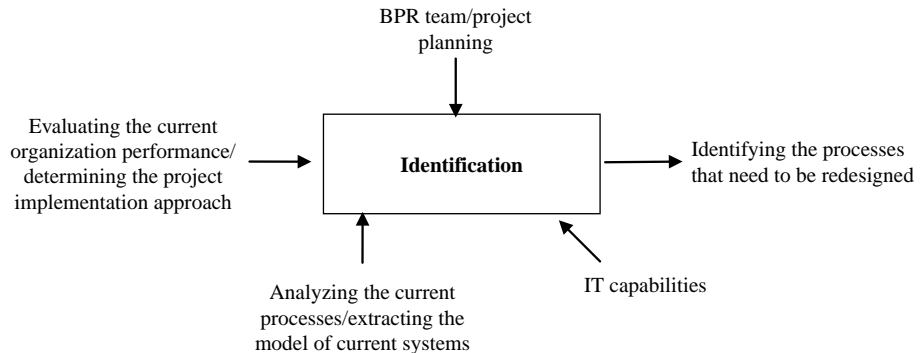 BPR team/project
planning
Evaluating the current
organization performance/
determining the project
implementation approach
Identification
Identifying the processes
that need to be redesigned
Analyzing the current
processes/extracting the
model of current systems
IT capabilities